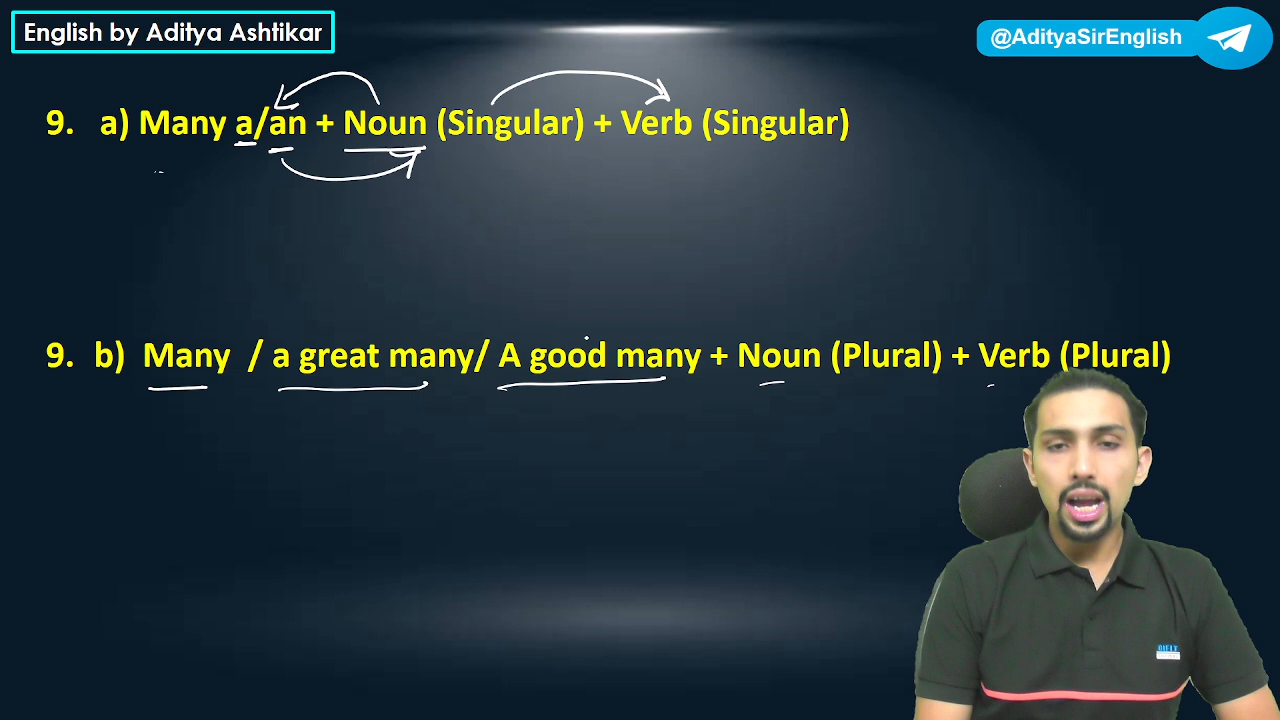 English by Aditya Ashtikar
@AdityaSirEnglish
9. a) Many a/an + Noun (Singular) + Verb (Singular)
9. b) Many / a great many/ A good many + Noun (Plural) + Verb (Plural)